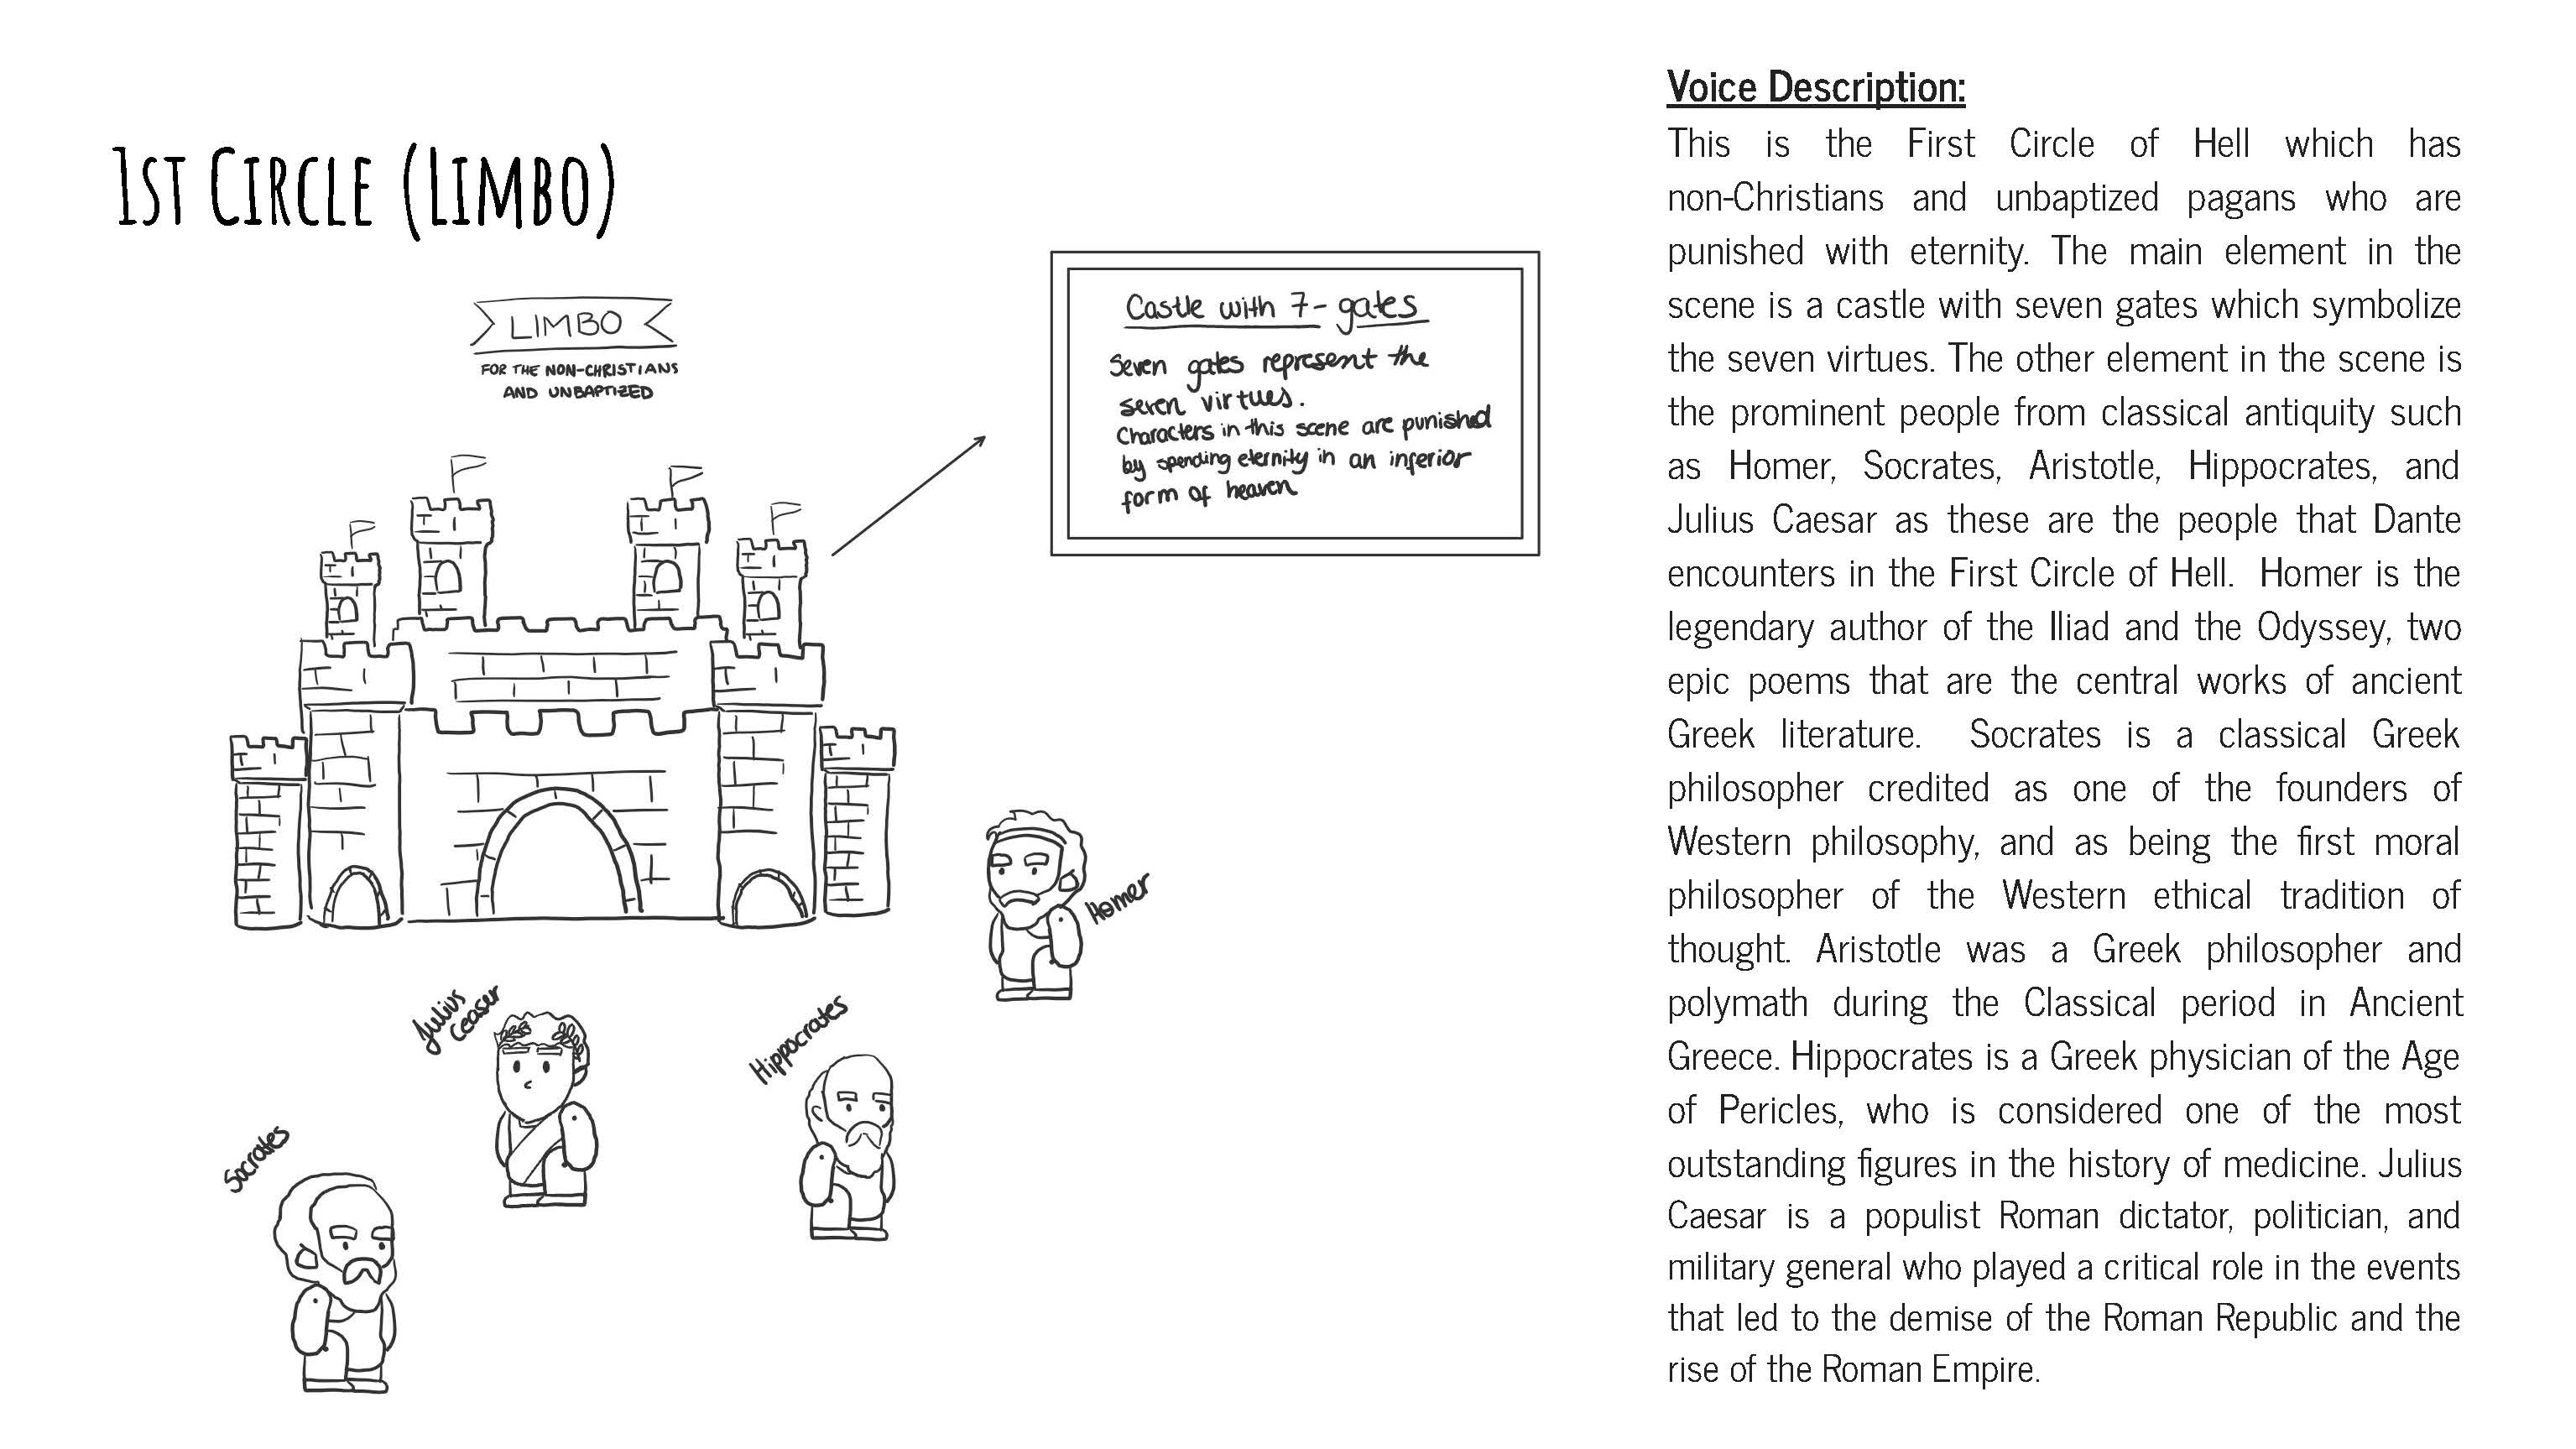 1st Circle (Limbo)
LIMBO
FOR THE NON-CHRISTIANS
AND UNBAPTIZED
Castle with 7-gates
Seven gates represent the
seven virtues.
Characters in this scene are punished
by spending eternity in an inferior
form of heaven
Homer
Julius
Ceaser
Hippocrates
Socrates
Voice Description:
This is the First Circle of Hell which has
non-Christians and unbaptized pagans who are
punished with eternity. The main element in the
scene is a castle with seven gates which symbolize
the seven virtues. The other element in the scene is
the prominent people from classical antiquity such
as Homer, Socrates, Aristotle, Hippocrates, and
Julius Caesar as these are the people that Dante
encounters in the First Circle of Hell. Homer is the
legendary author of the Iliad and the Odyssey, two
epic poems that are the central works of ancient
Greek literature. Socrates is a classical Greek
philosopher credited as one of the founders of
Western philosophy, and as being the first moral
philosopher of the Western ethical tradition of
thought. Aristotle was a Greek philosopher and
polymath during the Classical period in Ancient
Greece. Hippocrates is a Greek physician of the Age
of Pericles, who is considered one of the most
outstanding figures in the history of medicine. Julius
Caesar is a populist Roman dictator, politician, and
military general who played a critical role in the events
that led to the demise of the Roman Republic and the
rise of the Roman Empire.